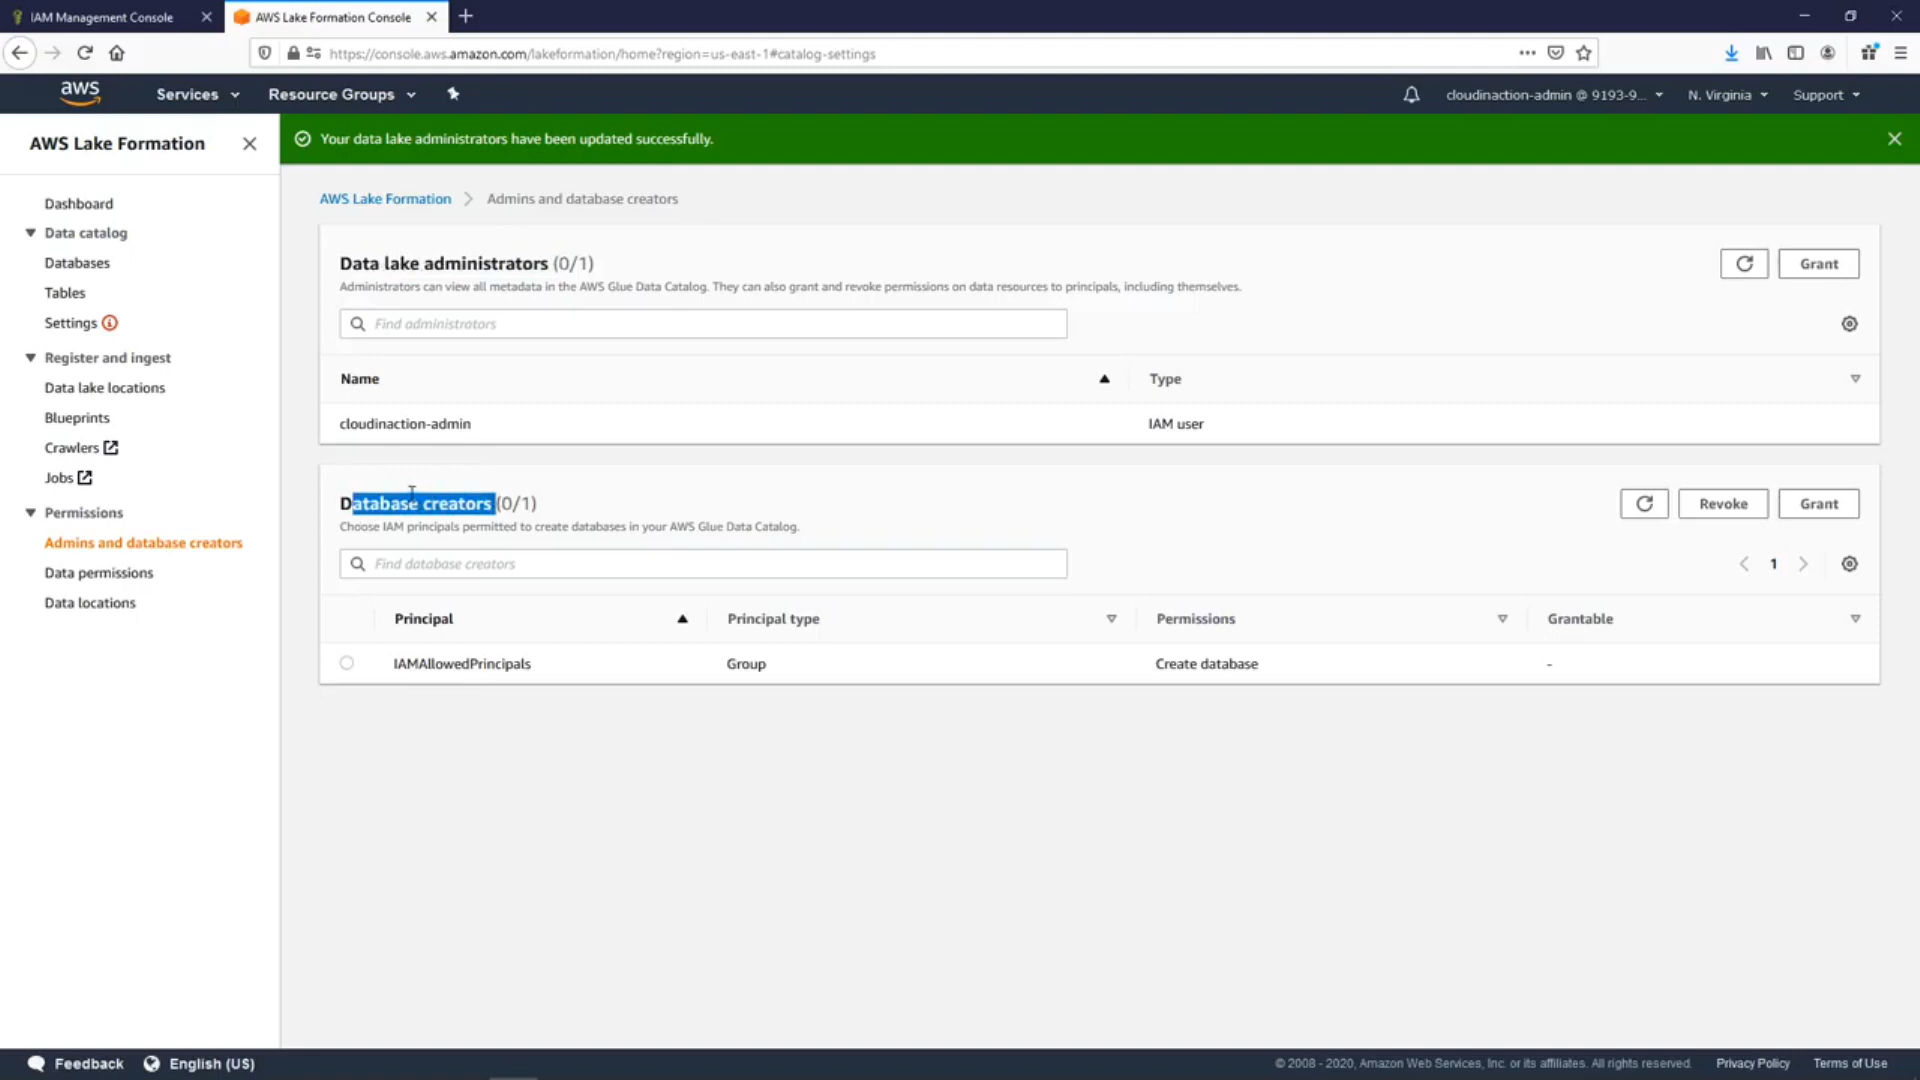 IAM Management Console
AWS Lake Formation Console
https://console.aws.amazon.com/lakeformation/home?region=us-east-1#catalog-settings
aws
Services
Resource Groups
cloudinaction-admin @ 9193-9...
N. Virginia
Support
AWS Lake Formation
Dashboard
Data catalog
Databases
Tables
Settings
Register and ingest
Data lake locations
Blueprints
Crawlers
Jobs
Permissions
Admins and database creators
Data permissions
Data locations
Your data lake administrators have been updated successfully.
AWS Lake Formation > Admins and database creators
Data lake administrators (0/1)
Grant
Administrators can view all metadata in the AWS Glue Data Catalog. They can also grant and revoke permissions on data resources to principals, including themselves.
Find administrators
Name Type
cloudinaction-admin IAM user
Database creators (0/1)
Revoke Grant
Choose IAM principals permitted to create databases in your AWS Glue Data Catalog.
Find database creators
1
Principal Principal type Permissions Grantable
IAMAllowedPrincipals Group Create database -
Feedback English (US)
© 2008 - 2020, Amazon Web Services, Inc. or its affiliates. All rights reserved. Privacy Policy Terms of Use